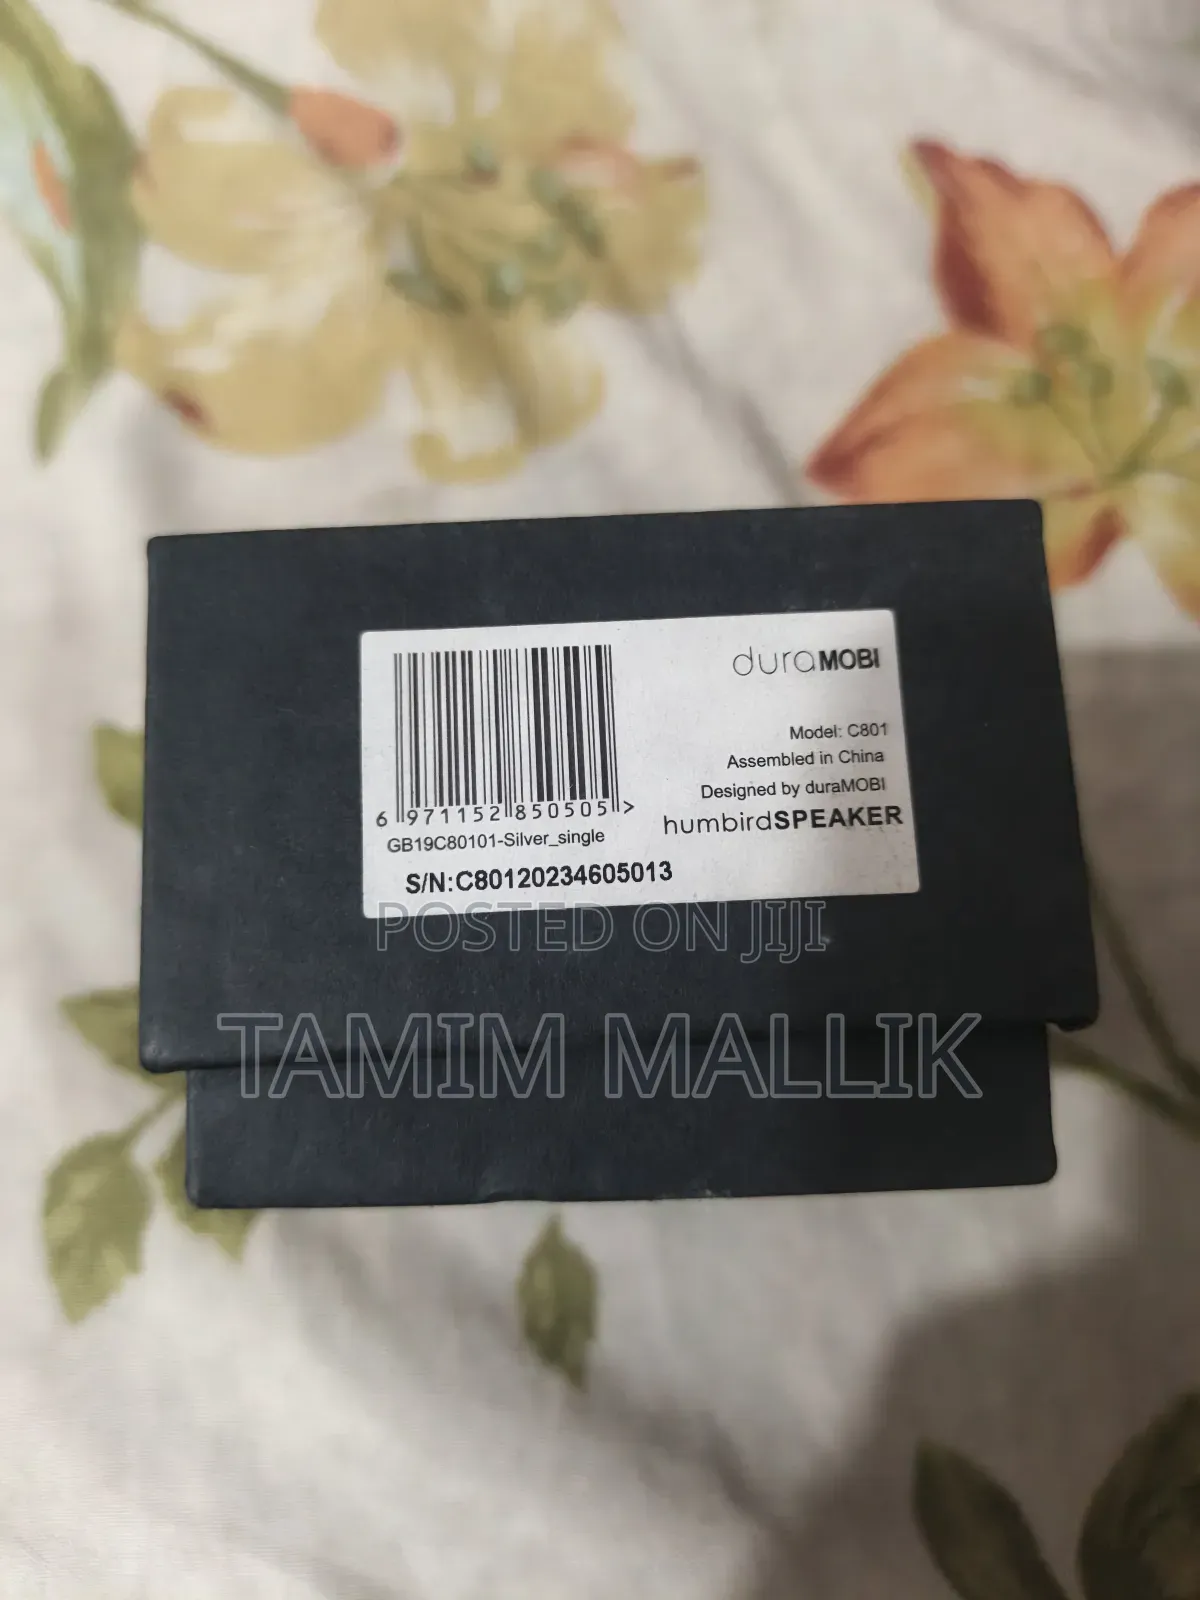 duraMOBI
Model: C801
Assembled in China
Designed by duraMOBI
humbirdSPEAKER
6 971152 850505 >
GB19C80101-Silver_single
S/N:C80120234605013
POSTED ON JIJI
TAMIM MALLIK